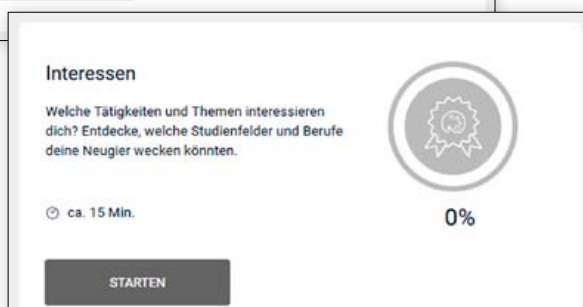 Interessen
Welche Tätigkeiten und Themen interessieren
dich? Entdecke, welche Studienfelder und Berufe
deine Neugier wecken könnten.
ca. 15 Min.
0%
STARTEN